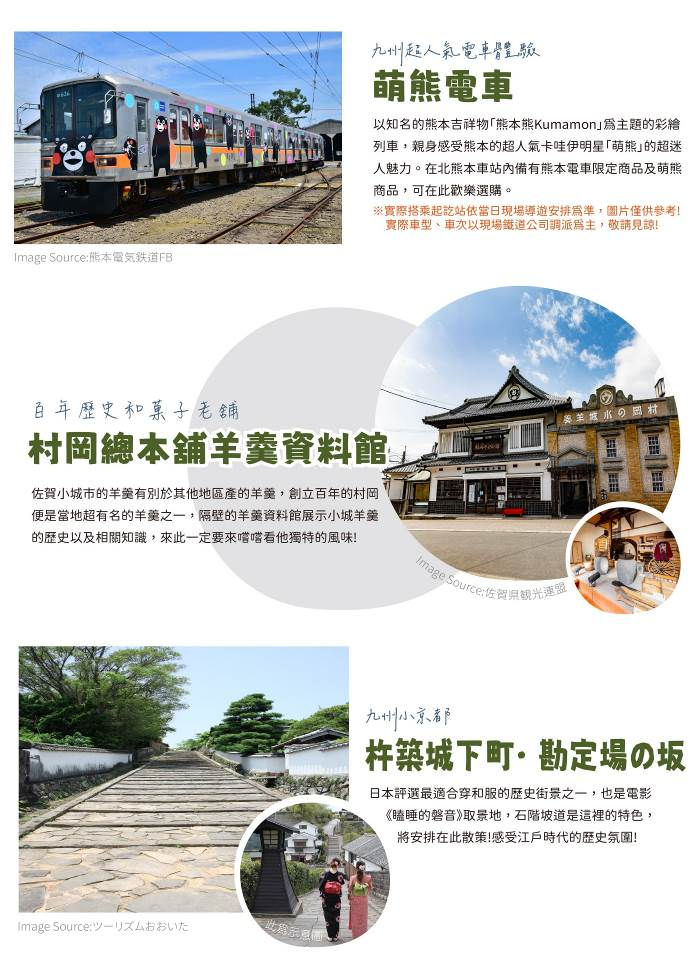 九州超人氣電車體驗
萌熊電車
以知名的熊本吉祥物「熊本熊Kumamon」為主題的彩繪
列車，親身感受熊本的超人氣卡哇伊明星「萌熊」的超迷
人魅力。在北熊本車站內備有熊本電車限定商品及萌熊
商品，可在此歡樂選購。
※實際搭乘起訖站依當日現場導遊安排為準，圖片僅供參考!
實際車型、車次以現場鐵道公司調派為主，敬請見諒!
Image Source:熊本電気鉄道FB
百年歷史和菓子老舖
村岡總本舖羊羹資料館
佐賀小城市的羊羹有別於其他地區產的羊羹，創立百年的村岡
便是當地超有名的羊羹之一，隔壁的羊羹資料館展示小城羊羹
的歷史以及相關知識，來此一定要來嚐嚐看他獨特的風味!
美羊城小の岡村
Image Source:佐賀県観光連盟
九州小京都
杵築城下町・勘定場の坂
日本評選最適合穿和服的歷史街景之一，也是電影
《瞌睡的磐音》取景地，石階坡道是這裡的特色，
將安排在此散策!感受江戶時代的歷史氛圍!
此為示意圖
Image Source:ツーリズムおおいた